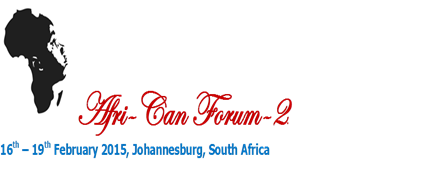 Afri-Can Forum-2
16th – 19th February 2015, Johannesburg, South Africa